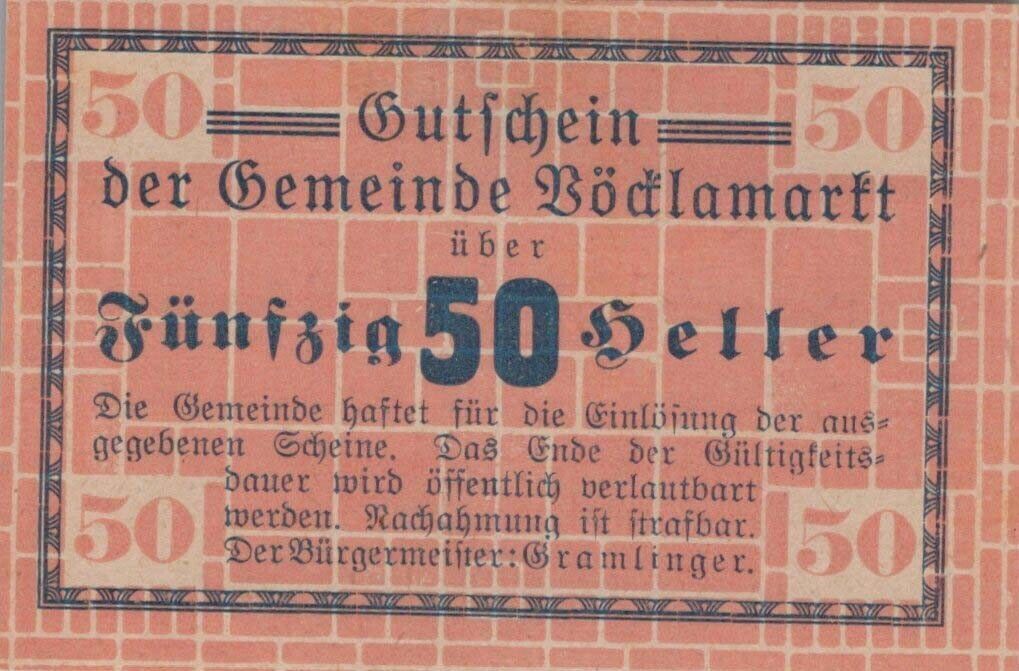 50 Gutschein 50
der Gemeinde Vöcklamarkt
über
Fünfzig 50 Heller
Die Gemeinde haftet für die Einlösung der aus-
gegebenen Scheine. Das Ende der Gültigkeits-
dauer wird öffentlich verlautbart
werden. Nachahmung ist strafbar.
50 50
Der Bürgermeister: Gramlinger.